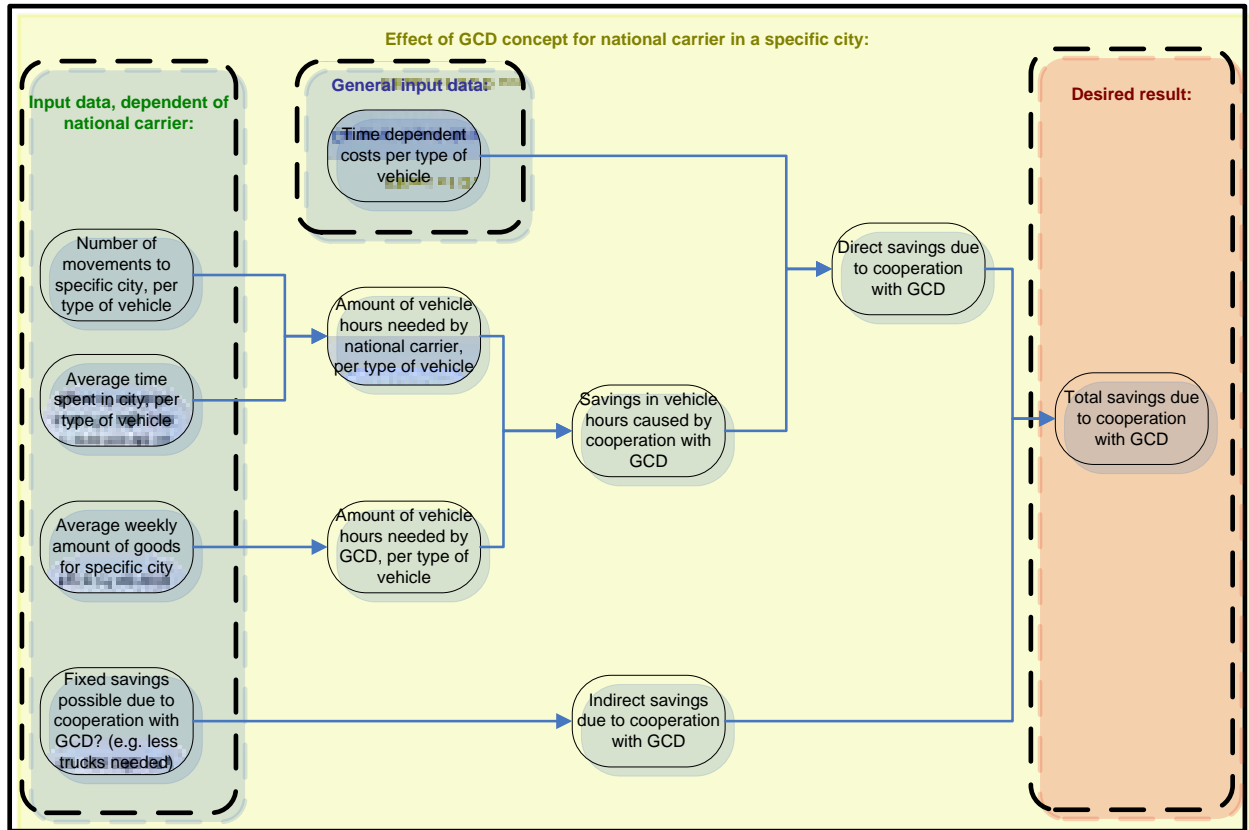 Effect of GCD concept for national carrier in a specific city:
Input data, dependent of
national carrier:
General input data:
Desired result:
Time dependent
costs per type of
vehicle
Number of
movements to
specific city, per
type of vehicle
Direct savings due
to cooperation
with GCD
Amount of vehicle
hours needed by
national carrier,
per type of vehicle
Average time
spent in city, per
type of vehicle
Savings in vehicle
hours caused by
cooperation with
GCD
Total savings due
to cooperation
with GCD
Average weekly
amount of goods
for specific city
Amount of vehicle
hours needed by
GCD, per type of
vehicle
Fixed savings
possible due to
cooperation with
GCD? (e.g. less
trucks needed)
Indirect savings
due to cooperation
with GCD